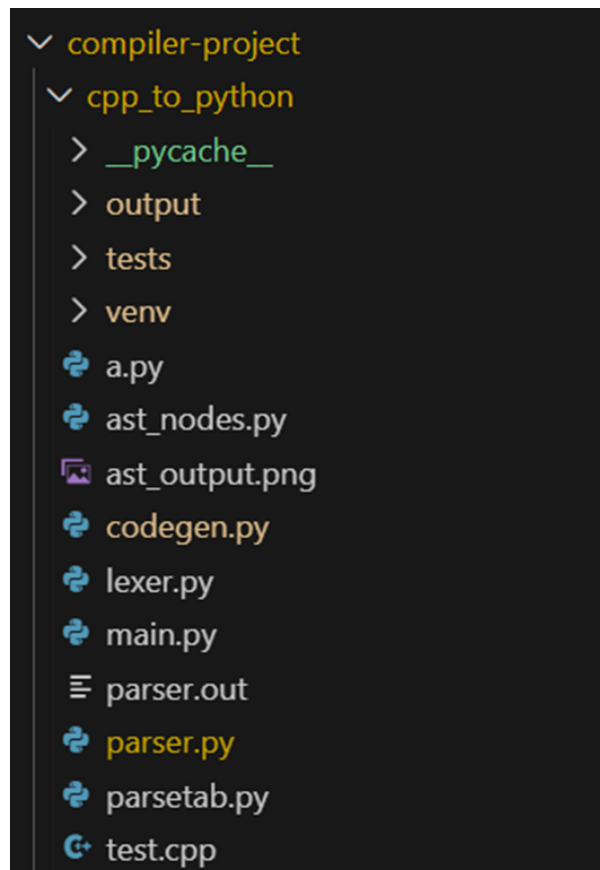 compiler-project
cpp_to_python
__pycache__
output
tests
venv
a.py
ast_nodes.py
ast_output.png
codegen.py
lexer.py
main.py
parser.out
parser.py
parsetab.py
test.cpp